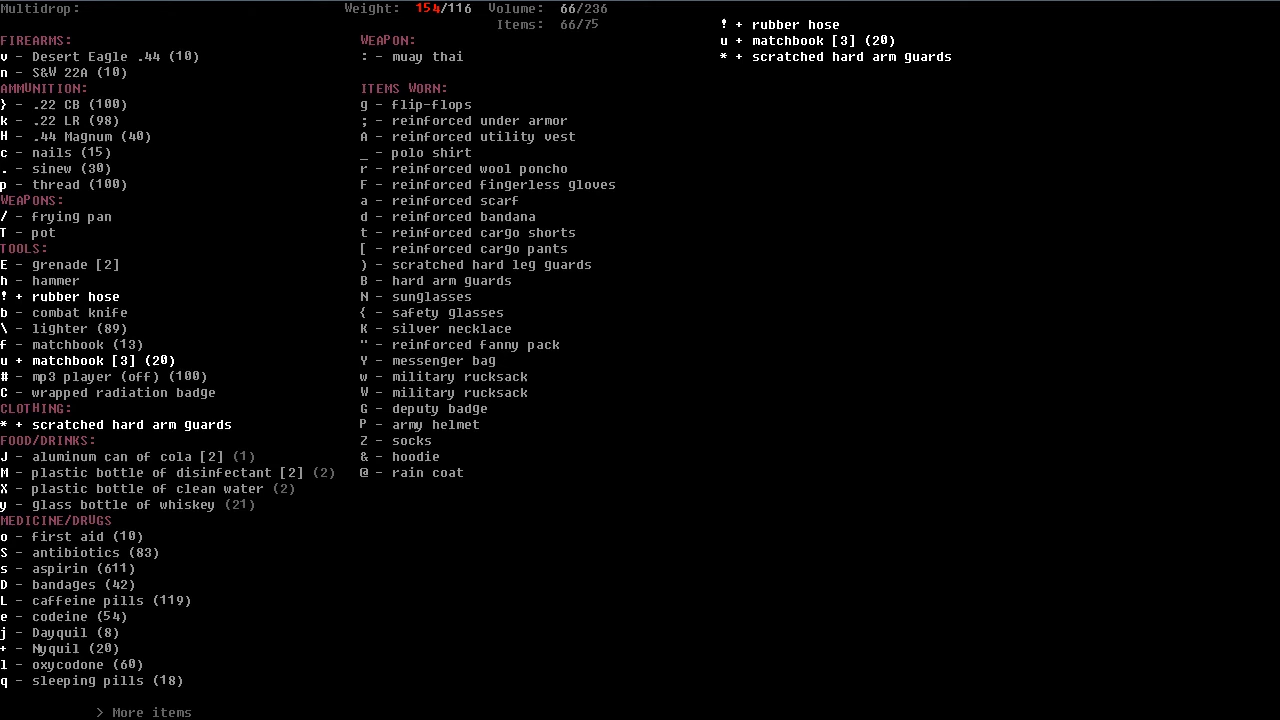 Multidrop: Weight: 154/116 Volume: 66/236
Items: 66/75
FIREARMS:
v - Desert Eagle .44 (10)
n - S&W 22A (10)
AMMUNITION:
} - .22 CB (100)
k - .22 LR (98)
H - .44 Magnum (40)
c - nails (15)
. - sinew (30)
p - thread (100)
WEAPONS:
/ - frying pan
T - pot
TOOLS:
E - grenade [2]
h - hammer
! + rubber hose
b - combat knife
\ - lighter (89)
f - matchbook (13)
u + matchbook [3] (20)
# - mp3 player (off) (100)
C - wrapped radiation badge
CLOTHING:
* + scratched hard arm guards
FOOD/DRINKS:
J - aluminum can of cola [2] (1)
M - plastic bottle of disinfectant [2] (2)
X - plastic bottle of clean water (2)
y - glass bottle of whiskey (21)
MEDICINE/DRUGS
o - first aid (10)
S - antibiotics (83)
s - aspirin (611)
D - bandages (42)
L - caffeine pills (119)
e - codeine (54)
j - Dayquil (8)
+ - Nyquil (20)
l - oxycodone (60)
q - sleeping pills (18)
> More items
WEAPON:
: - muay thai
ITEMS WORN:
g - flip-flops
; - reinforced under armor
A - reinforced utility vest
_ - polo shirt
r - reinforced wool poncho
F - reinforced fingerless gloves
a - reinforced scarf
d - reinforced bandana
t - reinforced cargo shorts
[ - reinforced cargo pants
) - scratched hard leg guards
B - hard arm guards
N - sunglasses
{ - safety glasses
K - silver necklace
" - reinforced fanny pack
Y - messenger bag
w - military rucksack
W - military rucksack
G - deputy badge
P - army helmet
Z - socks
& - hoodie
@ - rain coat
! + rubber hose
u + matchbook [3] (20)
* + scratched hard arm guards